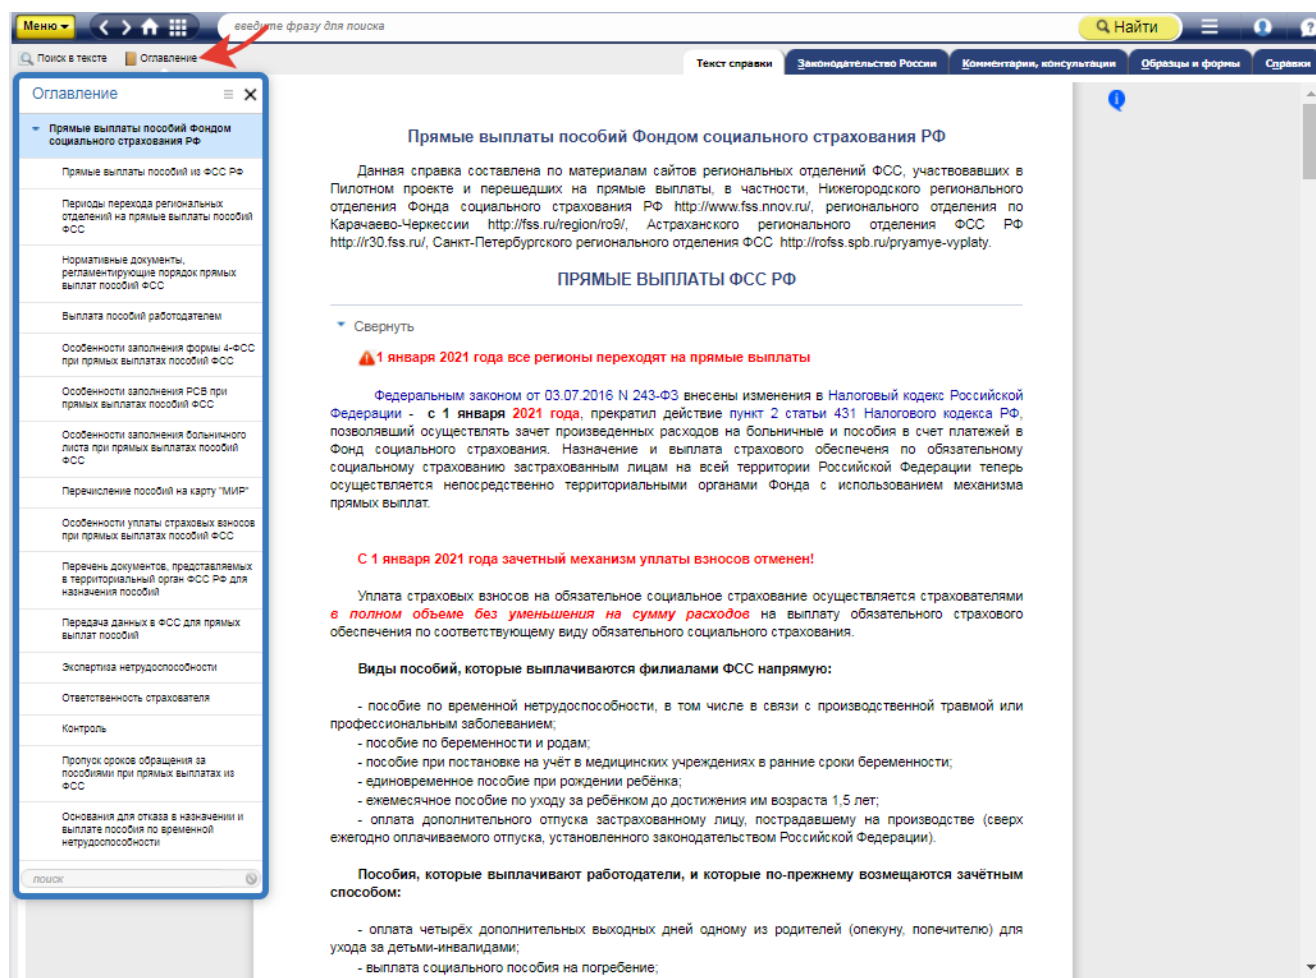 Меню
введите фразу для поиска
Найти
Поиск в тексте
Оглавление
Текст справки
Законодательство России
Комментарии, консультации
Образцы и формы
Справки
Оглавление
Прямые выплаты пособий Фондом
социального страхования РФ
Прямые выплаты пособий из ФСС РФ
Периоды перехода региональных
отделений на прямые выплаты пособий
ФСС
Нормативные документы,
регламентирующие порядок прямых
выплат пособий ФСС
Выплата пособий работодателем
Особенности заполнения формы 4-ФСС
при прямых выплатах пособий ФСС
Особенности заполнения РСВ при
прямых выплатах пособий ФСС
Особенности заполнения больничного
листа при прямых выплатах пособий
ФСС
Перечисление пособий на карту "МИР"
Особенности уплаты страховых взносов
при прямых выплатах пособий ФСС
Перечень документов, представляемых
в территориальный орган ФСС РФ для
назначения пособий
Передача данных в ФСС для прямых
выплат пособий
Экспертиза нетрудоспособности
Ответственность страхователя
Контроль
Пропуск сроков обращения за
пособиями при прямых выплатах из
ФСС
Основания для отказа в назначении и
выплате пособия по временной
нетрудоспособности
поиск
Прямые выплаты пособий Фондом социального страхования РФ
Данная справка составлена по материалам сайтов региональных отделений ФСС, участвовавших в
Пилотном проекте и перешедших на прямые выплаты, в частности, Нижегородского регионального
отделения Фонда социального страхования РФ http://www.fss.nnov.ru/, регионального отделения по
Карачаево-Черкессии http://fss.ru/region/ro9/, Астраханского регионального отделения ФСС РФ
http://r30.fss.ru/, Санкт-Петербургского регионального отделения ФСС http://rofss.spb.ru/pryamye-vyplaty.
ПРЯМЫЕ ВЫПЛАТЫ ФСС РФ
Свернуть
1 января 2021 года все регионы переходят на прямые выплаты
Федеральным законом от 03.07.2016 N 243-ФЗ внесены изменения в Налоговый кодекс Российской
Федерации - с 1 января 2021 года, прекратил действие пункт 2 статьи 431 Налогового кодекса РФ,
позволявший осуществлять зачет произведенных расходов на больничные и пособия в счет платежей в
Фонд социального страхования. Назначение и выплата страхового обеспеченя по обязательному
социальному страхованию застрахованным лицам на всей территории Российской Федерации теперь
осуществляется непосредственно территориальными органами Фонда с использованием механизма
прямых выплат.
С 1 января 2021 года зачетный механизм уплаты взносов отменен!
Уплата страховых взносов на обязательное социальное страхование осуществляется страхователями
в полном объеме без уменьшения на сумму расходов на выплату обязательного страхового
обеспечения по соответствующему виду обязательного социального страхования.
Виды пособий, которые выплачиваются филиалами ФСС напрямую:
- пособие по временной нетрудоспособности, в том числе в связи с производственной травмой или
профессиональным заболеванием;
- пособие по беременности и родам;
- пособие при постановке на учёт в медицинских учреждениях в ранние сроки беременности;
- единовременное пособие при рождении ребёнка;
- ежемесячное пособие по уходу за ребёнком до достижения им возраста 1,5 лет;
- оплата дополнительного отпуска застрахованному лицу, пострадавшему на производстве (сверх
ежегодно оплачиваемого отпуска, установленного законодательством Российской Федерации).
Пособия, которые выплачивают работодатели, и которые по-прежнему возмещаются зачётным
способом:
- оплата четырёх дополнительных выходных дней одному из родителей (опекуну, попечителю) для
ухода за детьми-инвалидами;
- выплата социального пособия на погребение;